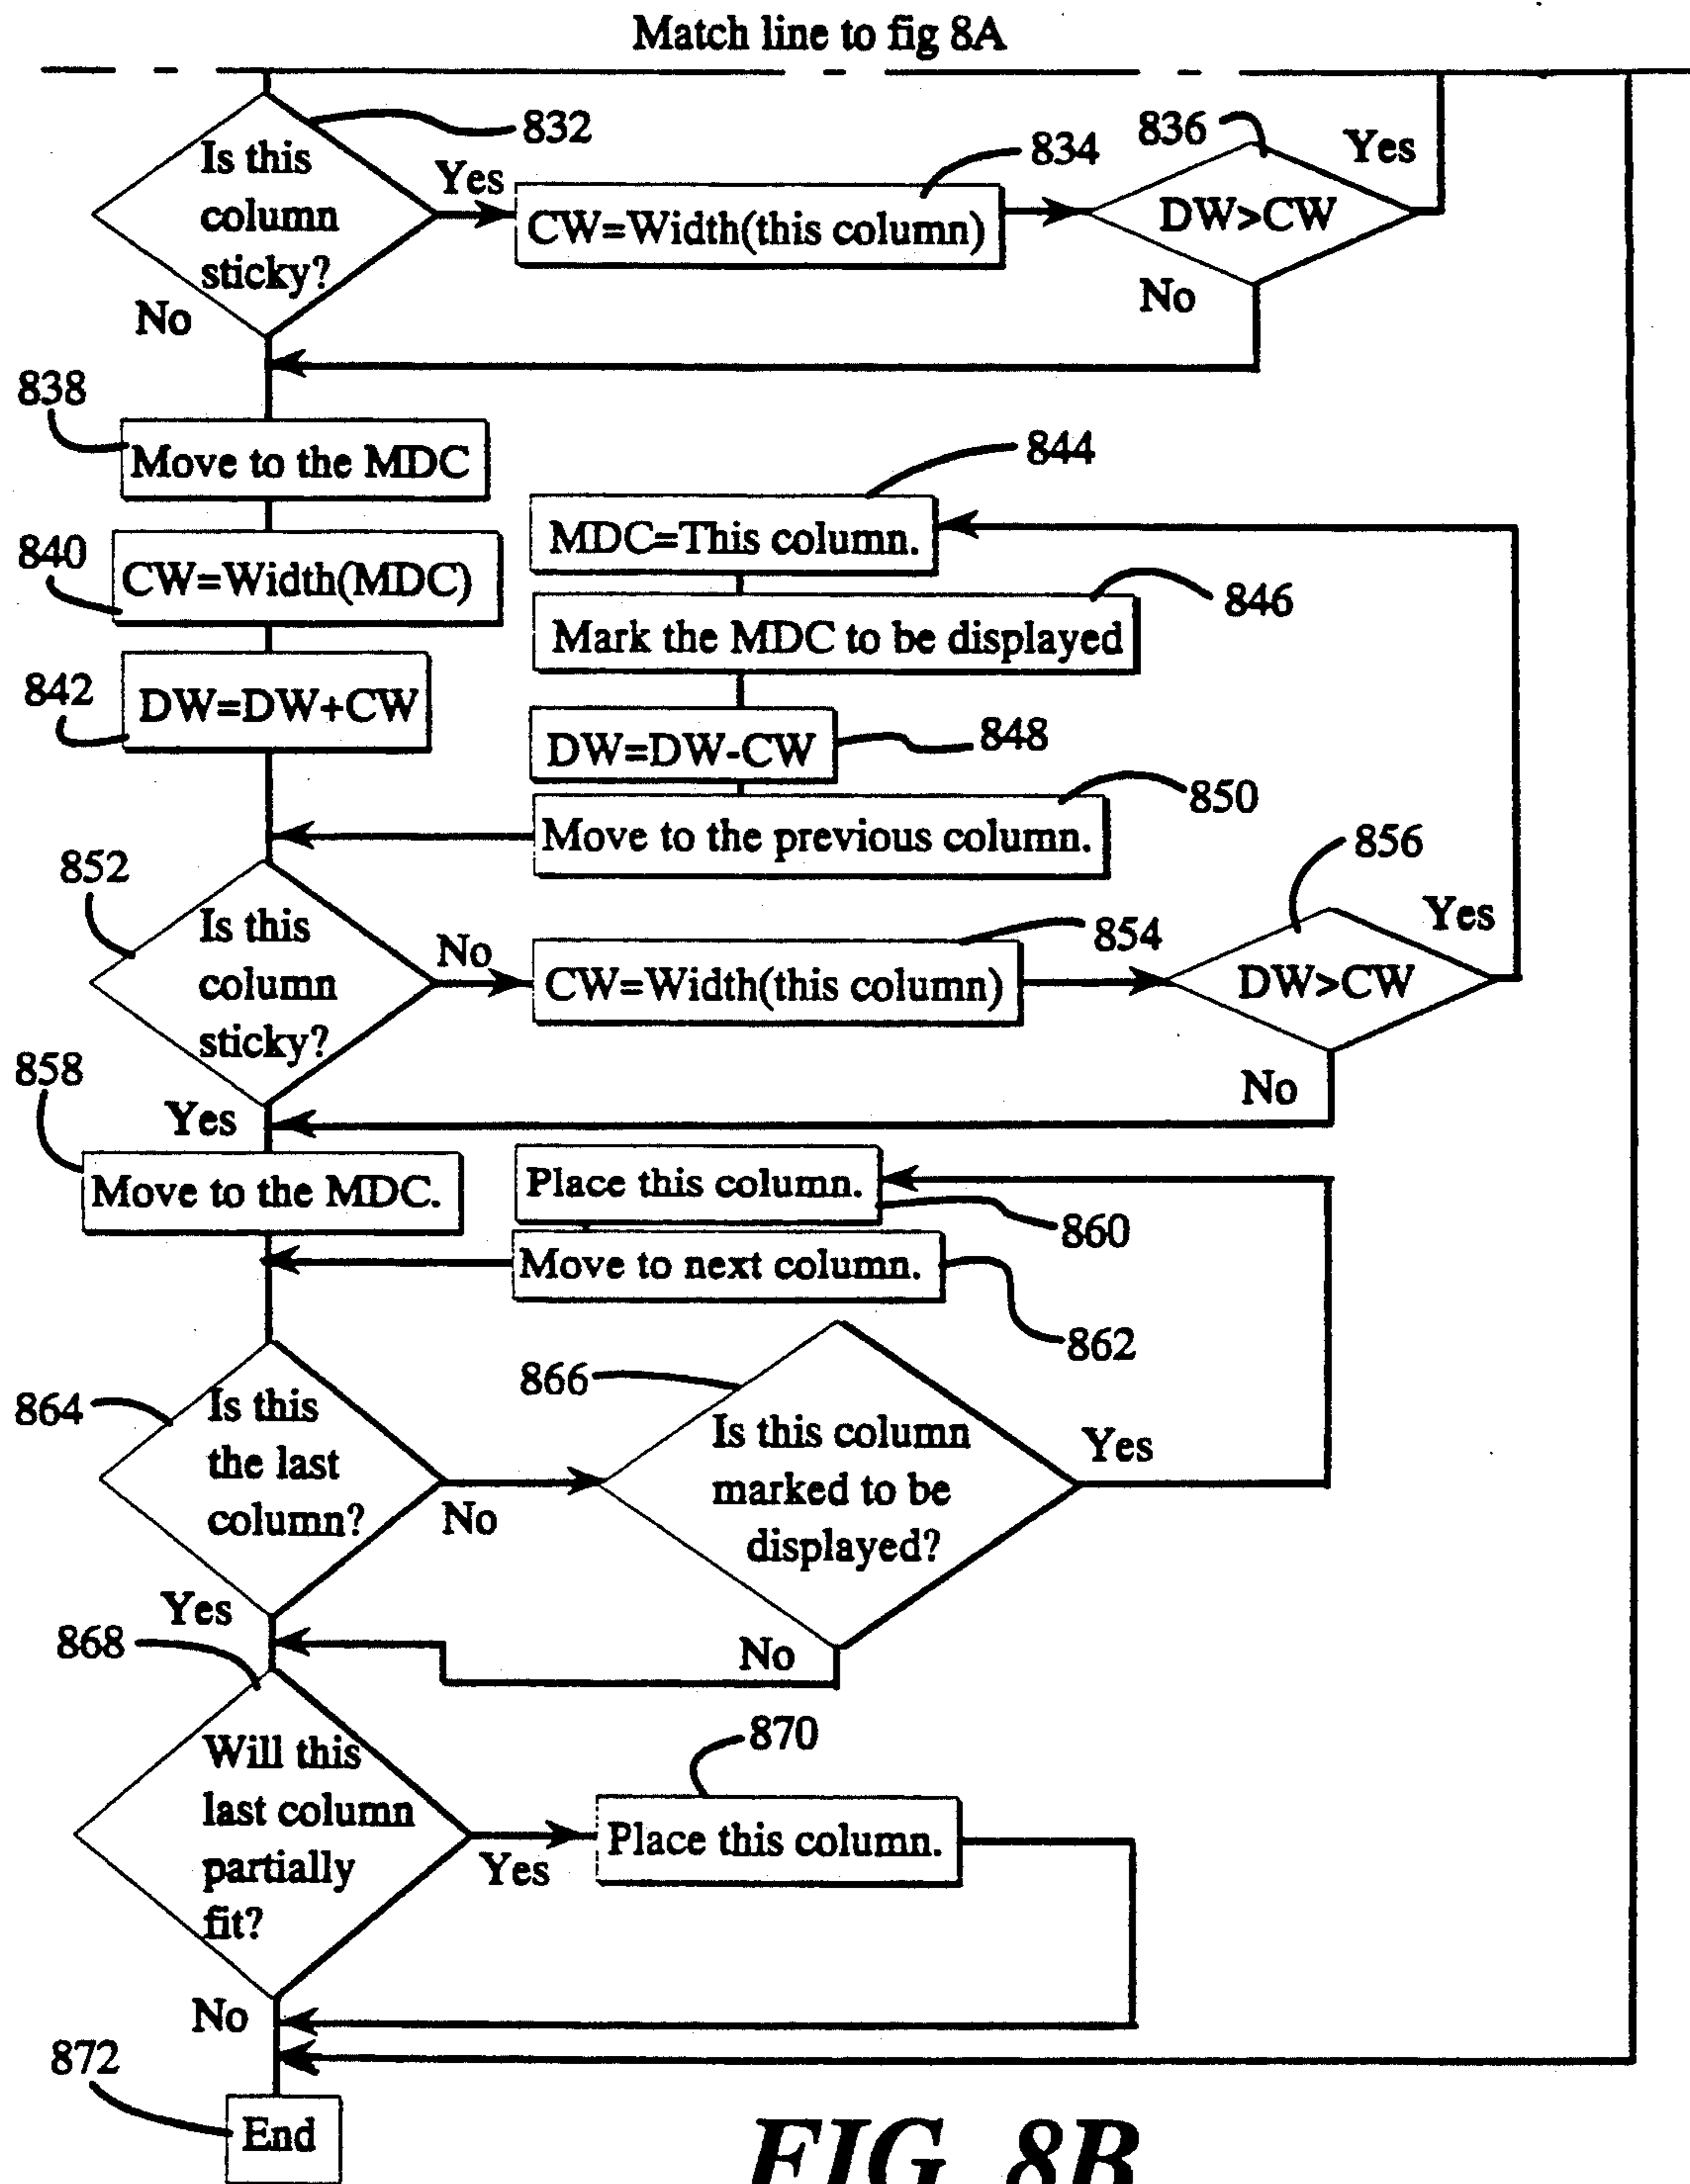 Match line to fig 8A
832
Is this
column
sticky?
Yes
No
834
CW=Width(this column)
836
DW>CW
Yes
No
838
Move to the MDC
840
CW=Width(MDC)
842
DW=DW+CW
844
MDC=This column.
846
Mark the MDC to be displayed
848
DW=DW-CW
850
Move to the previous column.
852
Is this
column
sticky?
No
Yes
854
CW=Width(this column)
856
DW>CW
Yes
No
858
Move to the MDC.
Place this column.
860
Move to next column.
862
864
Is this
the last
column?
No
Yes
866
Is this column
marked to be
displayed?
Yes
No
868
Will this
last column
partially
fit?
Yes
No
870
Place this column.
872
End
FIG 8B